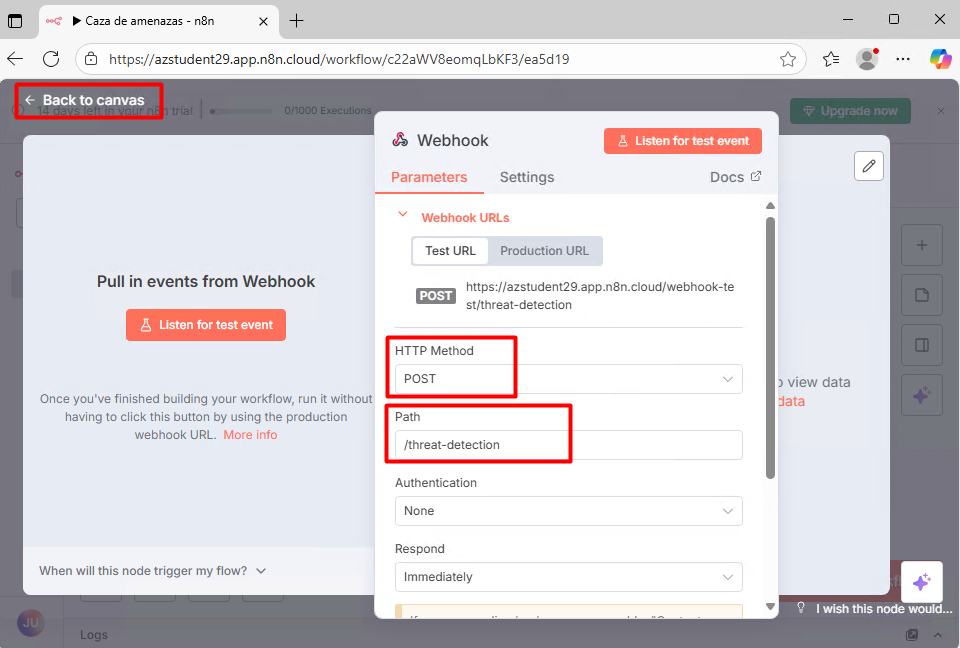 Caza de amenazas - n8n
https://azstudent29.app.n8n.cloud/workflow/c22aWV8eomqLbKF3/ea5d19
Back to canvas
14 days left in your n8n trial
0/1000 Executions
Upgrade now
Webhook
Listen for test event
Parameters
Settings
Docs
Webhook URLs
Test URL
Production URL
POST
https://azstudent29.app.n8n.cloud/webhook-te
st/threat-detection
Pull in events from Webhook
Listen for test event
Once you've finished building your workflow, run it without
having to click this button by using the production
webhook URL. More info
HTTP Method
POST
Path
/threat-detection
Authentication
None
Respond
Immediately
view data
data
When will this node trigger my flow?
I wish this node would...
JU
Logs